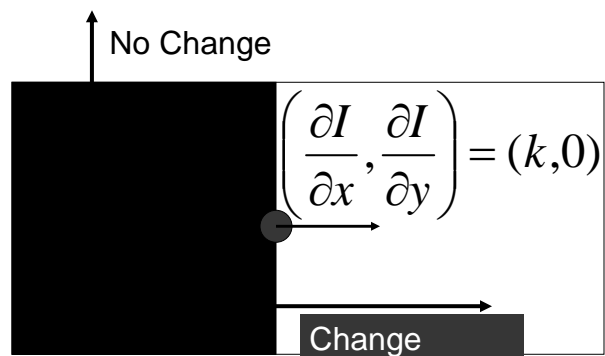 No Change
(∂I/∂x, ∂I/∂y) = (k,0)
Change